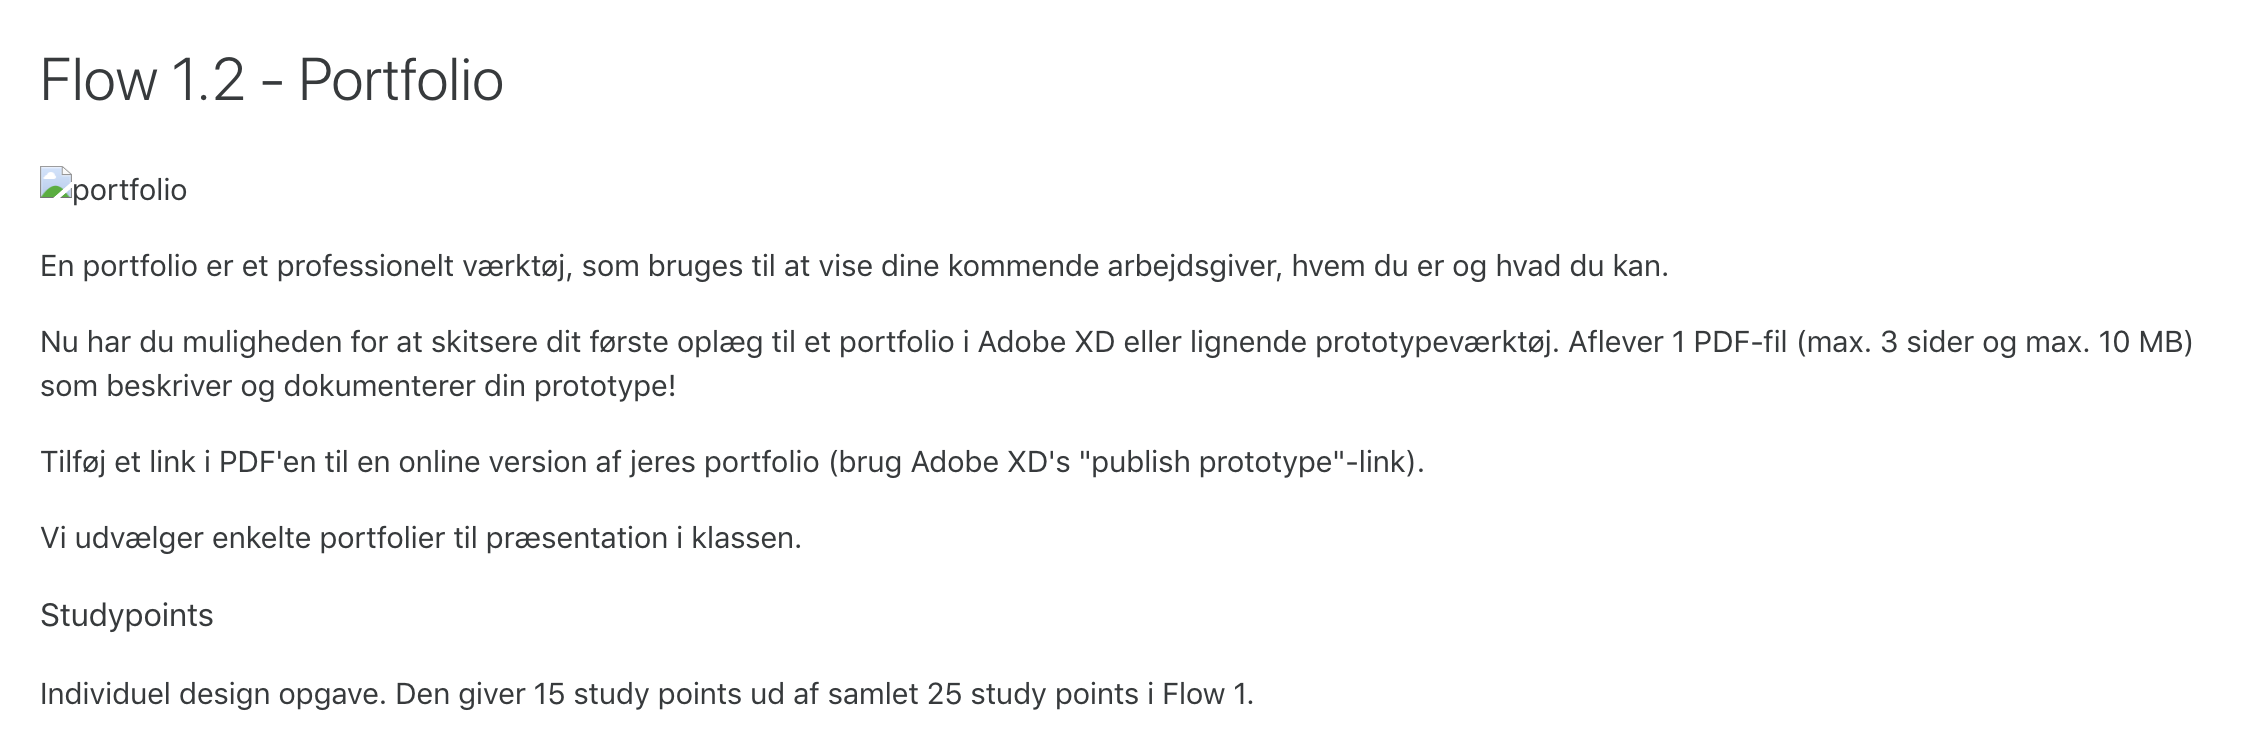 Flow 1.2 - Portfolio
portfolio
En portfolio er et professionelt værktøj, som bruges til at vise dine kommende arbejdsgiver, hvem du er og hvad du kan.
Nu har du muligheden for at skitsere dit første oplæg til et portfolio i Adobe XD eller lignende prototypeværktøj. Aflever 1 PDF-fil (max. 3 sider og max. 10 MB)
som beskriver og dokumenterer din prototype!
Tilføj et link i PDF'en til en online version af jeres portfolio (brug Adobe XD's "publish prototype"-link).
Vi udvælger enkelte portfolier til præsentation i klassen.
Studypoints
Individuel design opgave. Den giver 15 study points ud af samlet 25 study points i Flow 1.